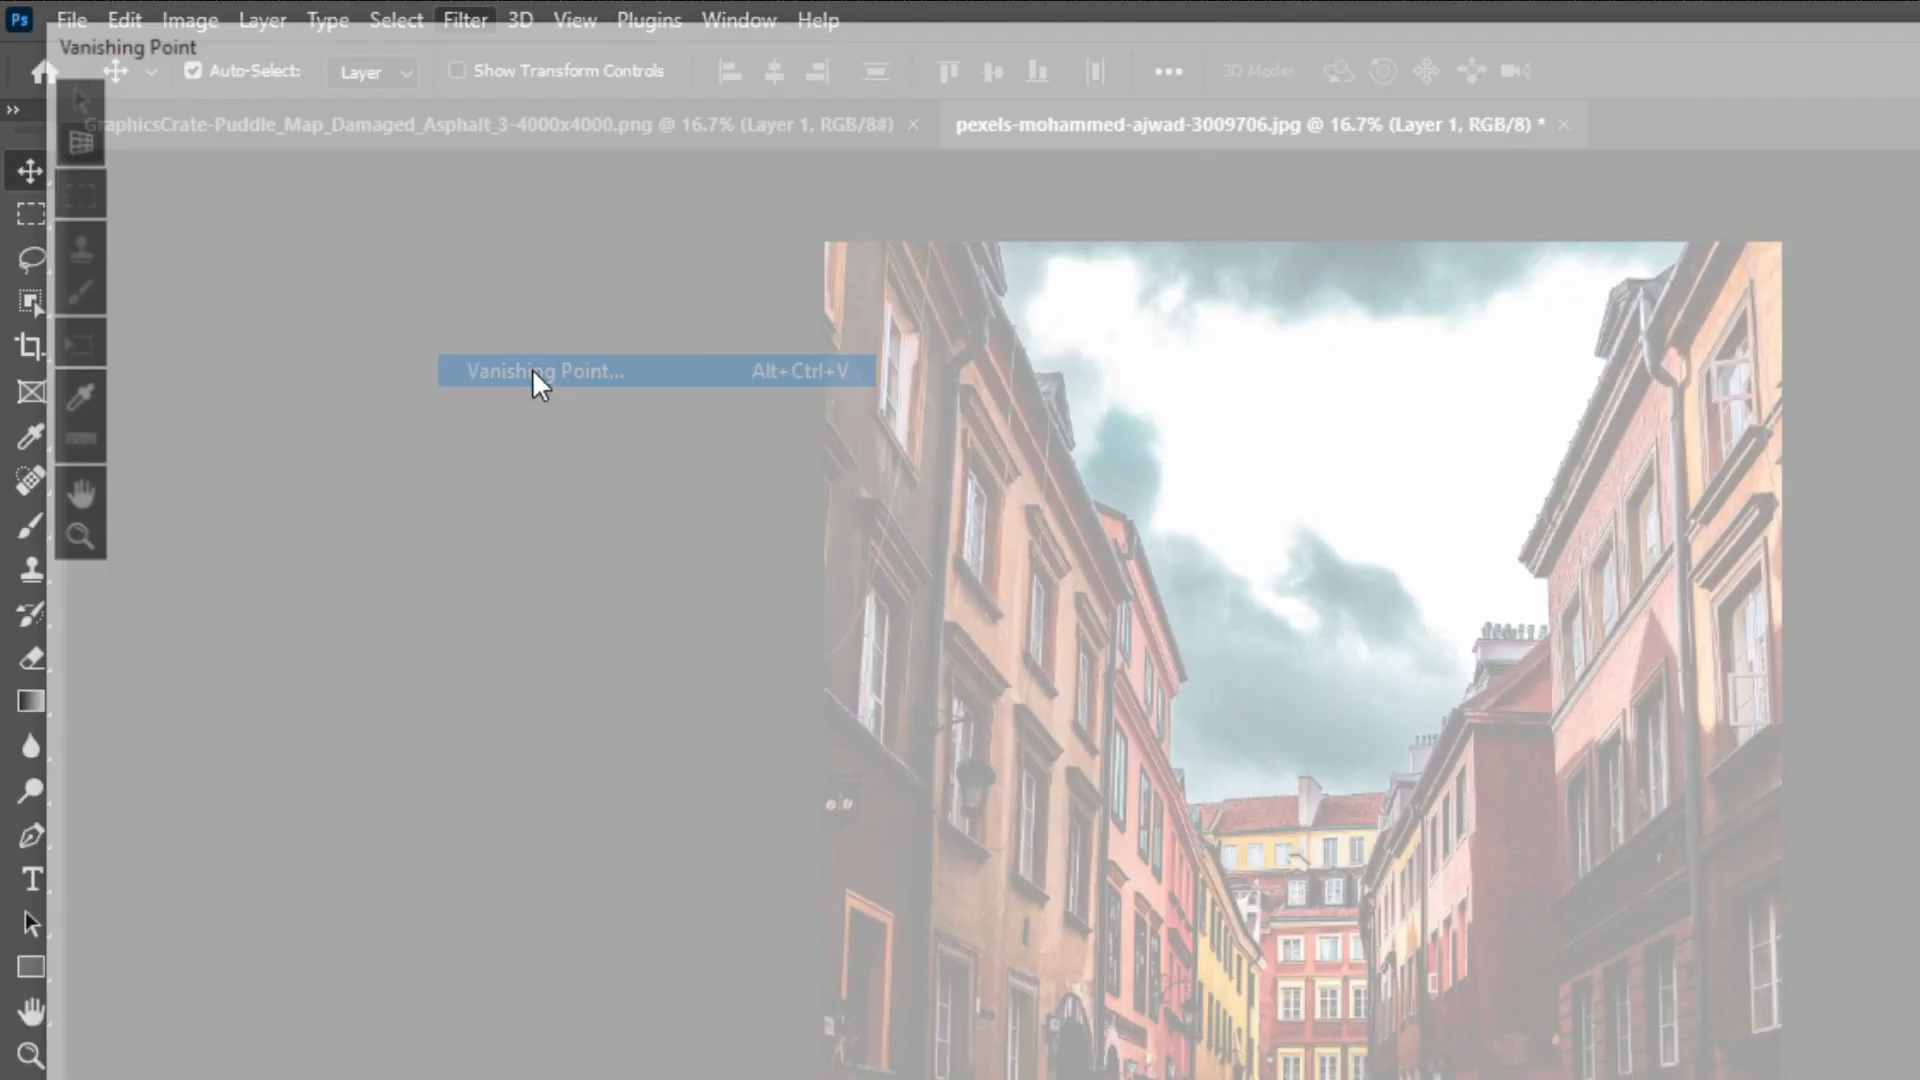 Ps File Edit Image Layer Type Select Filter 3D View Plugins Window Help
Vanishing Point
Auto-Select: Layer Show Transform Controls 3D Mode:
GraphicsCrate-Puddle_Map_Damaged_Asphalt_3-4000x4000.png @ 16.7% (Layer 1, RGB/8#) pexels-mohammed-ajwad-3009706.jpg @ 16.7% (Layer 1, RGB/8) *
Vanishing Point... Alt+Ctrl+V